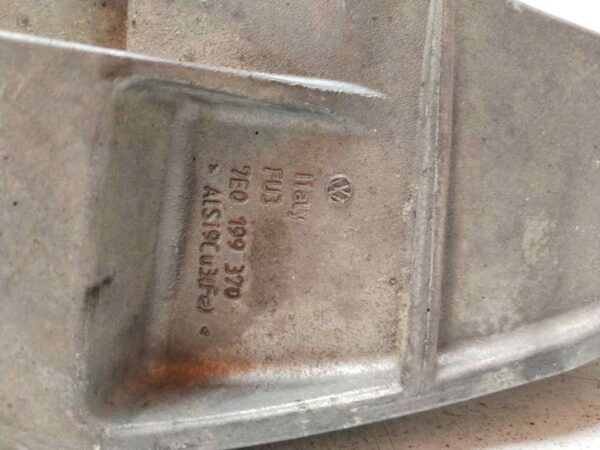 Italy
FU3
7E0 199 370
> AlSi9Cu3(Fe) <